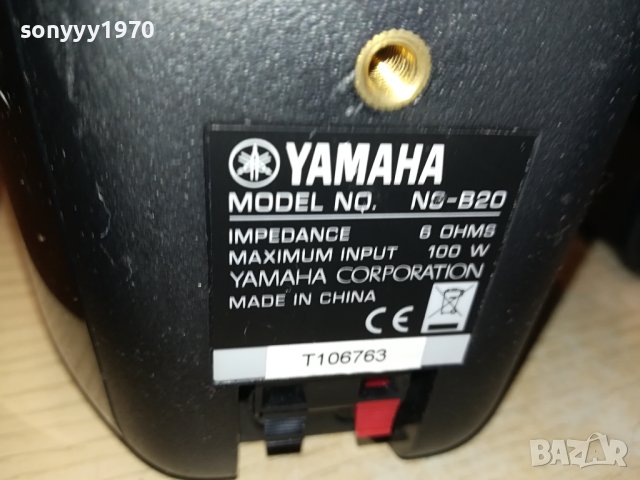 sonyyy1970
YAMAHA
MODEL NO. NS-B20
IMPEDANCE 6 OHMS
MAXIMUM INPUT 100 W
YAMAHA CORPORATION
MADE IN CHINA
CE
T106763
BAZAR